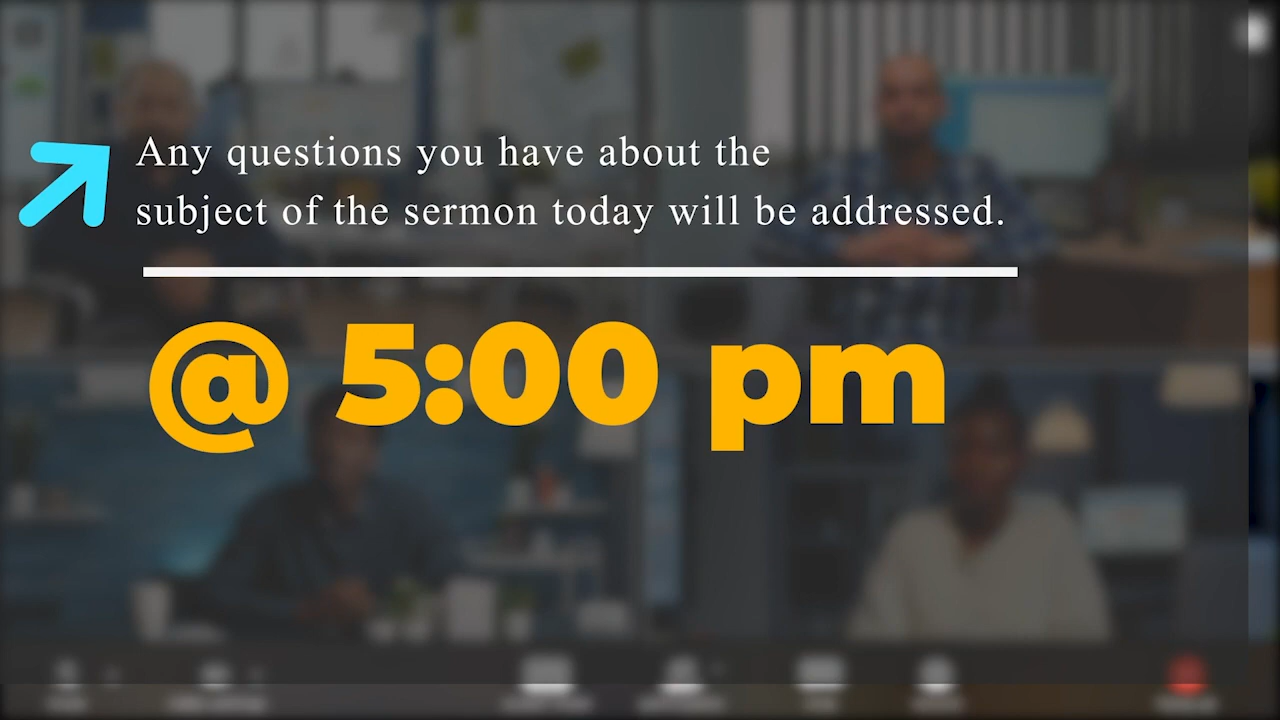 Any questions you have about the
subject of the sermon today will be addressed.
@ 5:00 pm